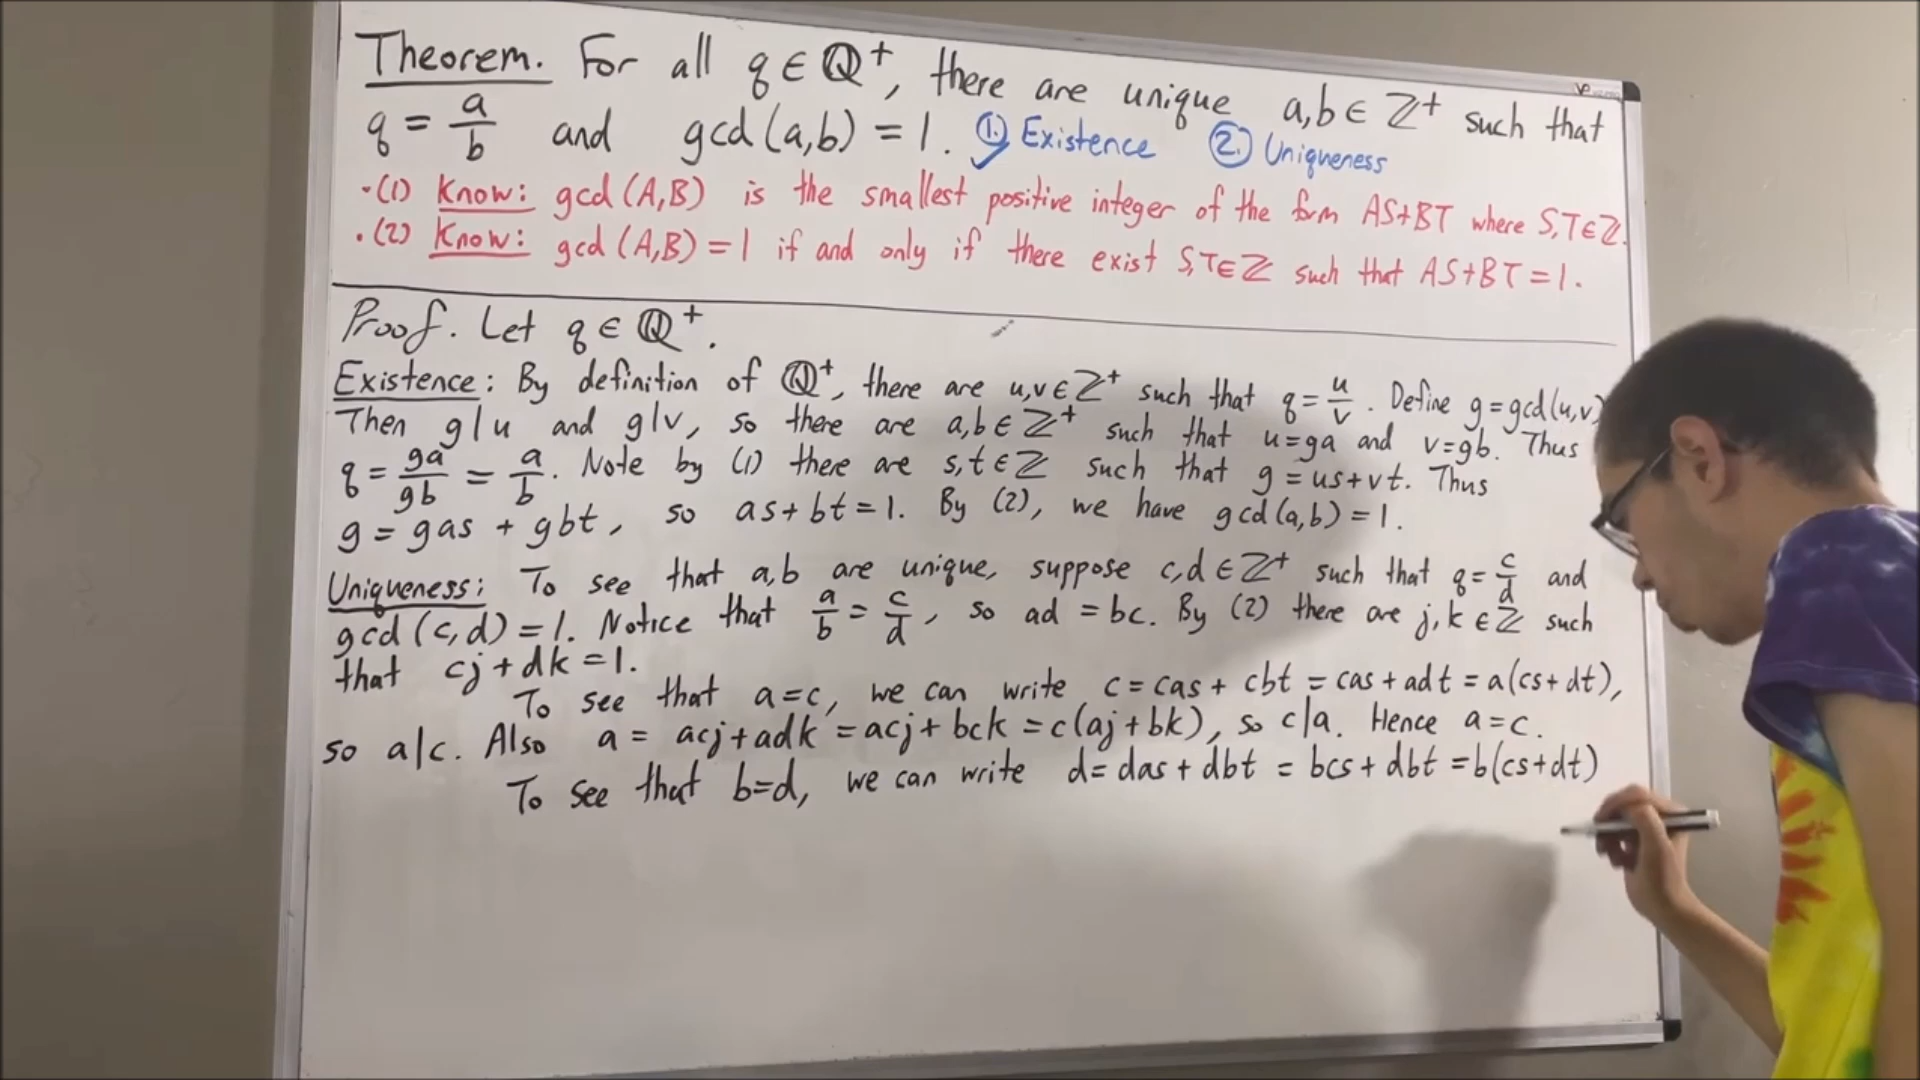 Theorem. For all q ∈ ℚ⁺, there are unique a,b ∈ ℤ⁺ such that
q = a/b and gcd(a,b) = 1. ① Existence ② Uniqueness
• (1) Know: gcd(A,B) is the smallest positive integer of the form AS+BT where S,T∈ℤ.
• (2) Know: gcd(A,B) = 1 if and only if there exist S,T∈ℤ such that AS+BT = 1.
Proof. Let q ∈ ℚ⁺.
Existence: By definition of ℚ⁺, there are u,v ∈ ℤ⁺ such that q = u/v. Define g = gcd(u,v)
Then g|u and g|v, so there are a,b ∈ ℤ⁺ such that u=ga and v=gb. Thus
q = ga/gb = a/b. Note by (1) there are s,t ∈ ℤ such that g = us+vt. Thus
g = gas + gbt, so as+bt = 1. By (2), we have gcd(a,b) = 1.
Uniqueness: To see that a,b are unique, suppose c,d ∈ ℤ⁺ such that q = c/d and
gcd(c,d) = 1. Notice that a/b = c/d, so ad = bc. By (2) there are j,k ∈ ℤ such
that cj + dk = 1.
To see that a=c, we can write c = cas + cbt = cas + adt = a(cs+dt),
so a|c. Also a = acj+adk = acj + bck = c(aj+bk), so c|a. Hence a=c.
To see that b=d, we can write d = das + dbt = bcs + dbt = b(cs+dt)